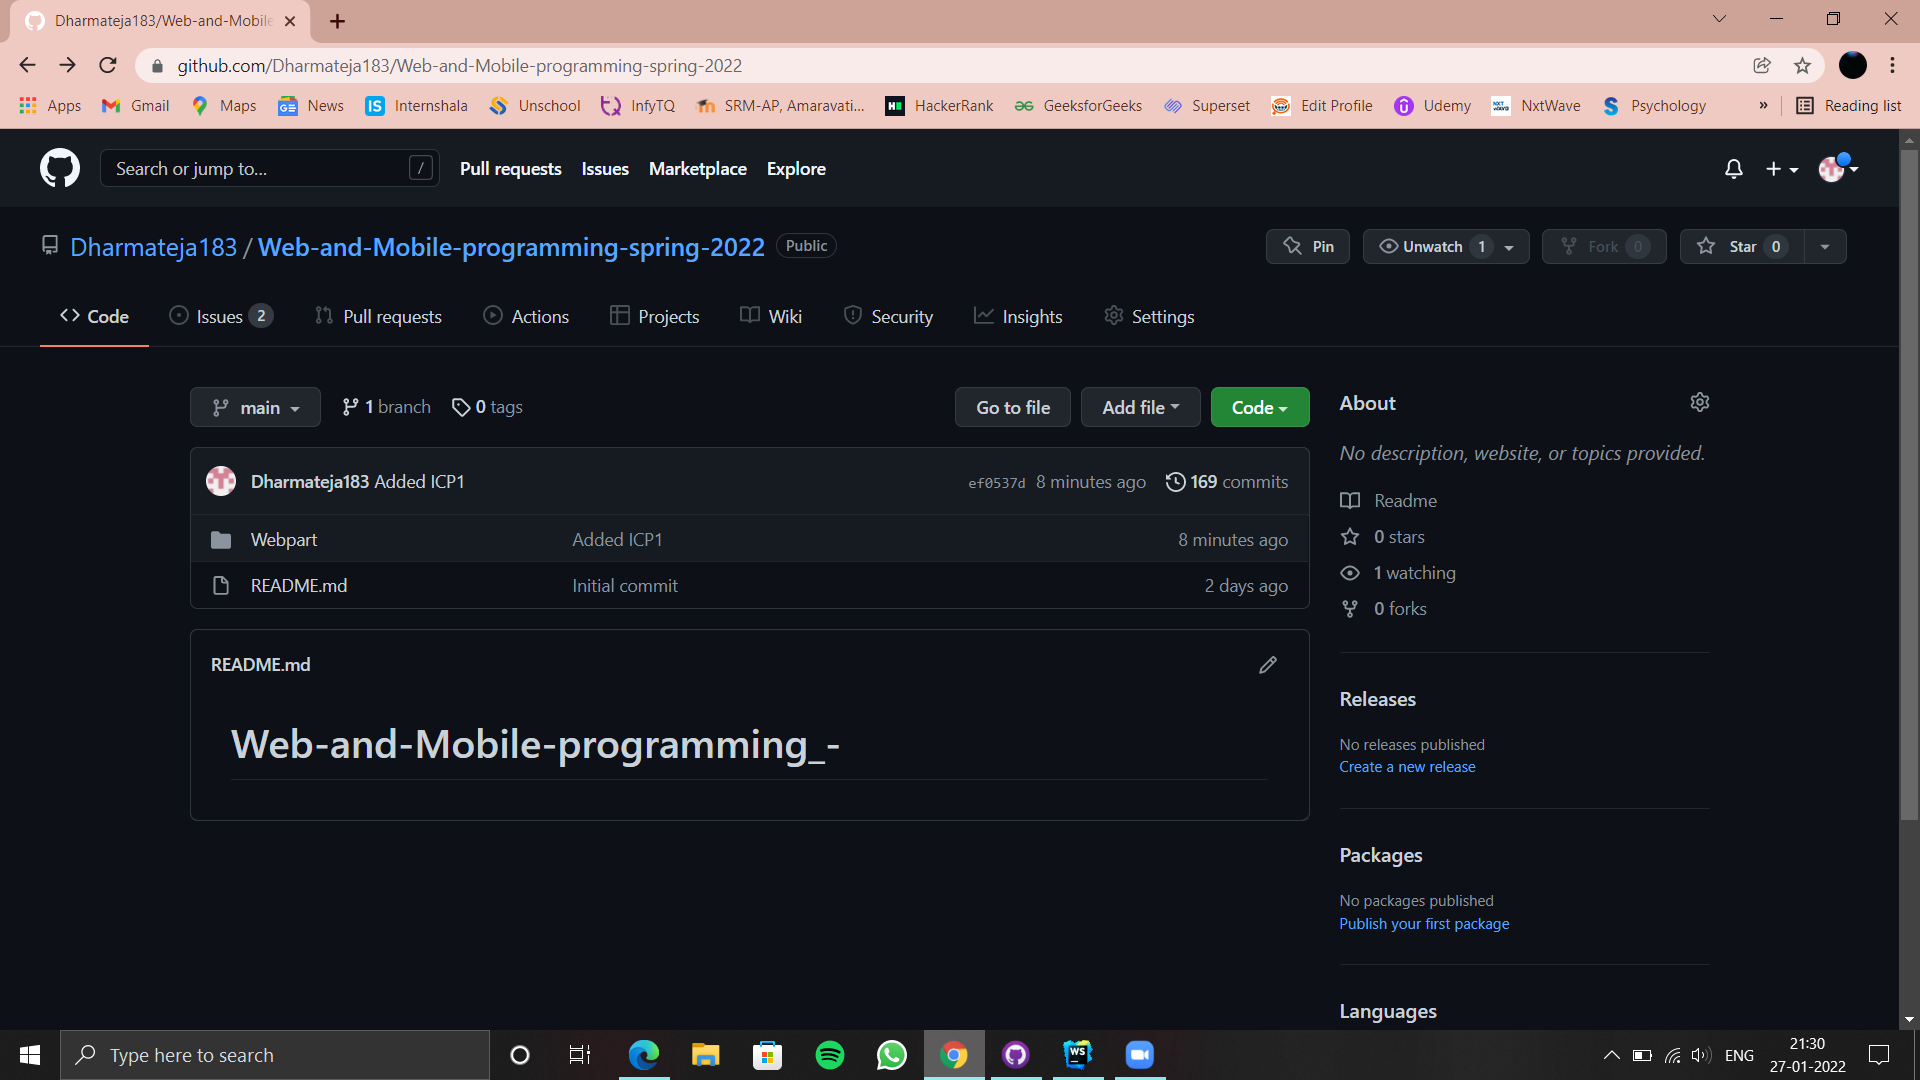 Dharmateja183/Web-and-Mobile
github.com/Dharmateja183/Web-and-Mobile-programming-spring-2022
Apps Gmail Maps News Internshala Unschool InfyTQ SRM-AP, Amaravati... HackerRank GeeksforGeeks Superset Edit Profile Udemy NxtWave Psychology » Reading list
Search or jump to... / Pull requests Issues Marketplace Explore
Dharmateja183 / Web-and-Mobile-programming-spring-2022 Public Pin Unwatch 1 Fork 0 Star 0
Code Issues 2 Pull requests Actions Projects Wiki Security Insights Settings
main 1 branch 0 tags Go to file Add file Code
Dharmateja183 Added ICP1 ef0537d 8 minutes ago 169 commits
Webpart Added ICP1 8 minutes ago
README.md Initial commit 2 days ago
README.md
Web-and-Mobile-programming_-
About
No description, website, or topics provided.
Readme
0 stars
1 watching
0 forks
Releases
No releases published
Create a new release
Packages
No packages published
Publish your first package
Languages
Type here to search
WS
ENG
21:30
27-01-2022